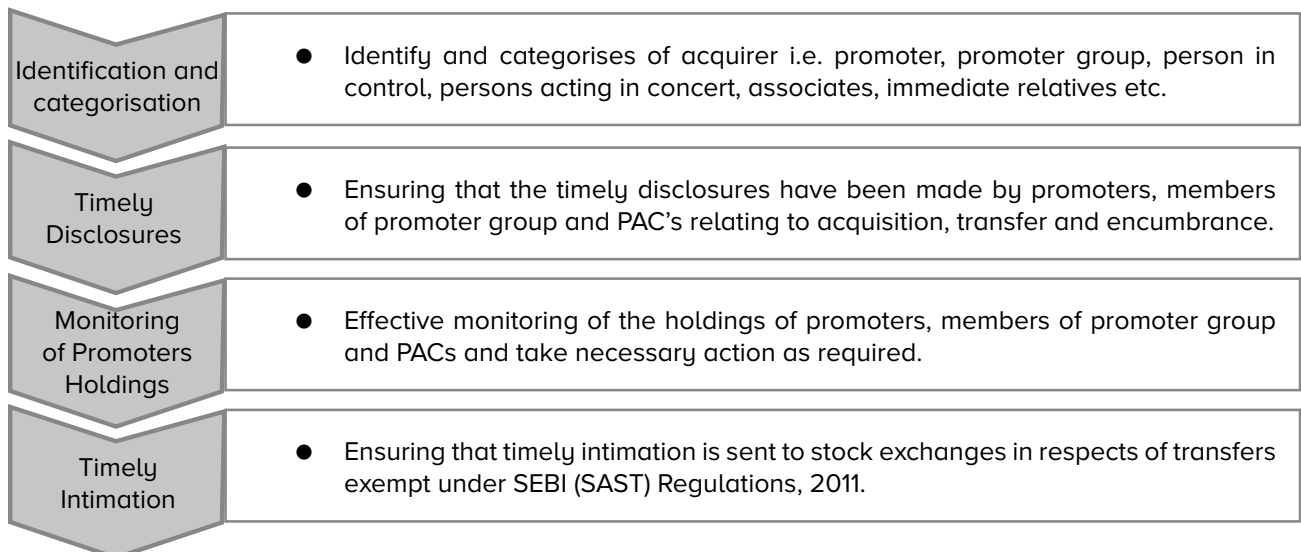 Identification and
categorisation
● Identify and categorises of acquirer i.e. promoter, promoter group, person in
control, persons acting in concert, associates, immediate relatives etc.
Timely
Disclosures
● Ensuring that the timely disclosures have been made by promoters, members
of promoter group and PAC's relating to acquisition, transfer and encumbrance.
Monitoring
of Promoters
Holdings
● Effective monitoring of the holdings of promoters, members of promoter group
and PACs and take necessary action as required.
Timely
Intimation
● Ensuring that timely intimation is sent to stock exchanges in respects of transfers
exempt under SEBI (SAST) Regulations, 2011.